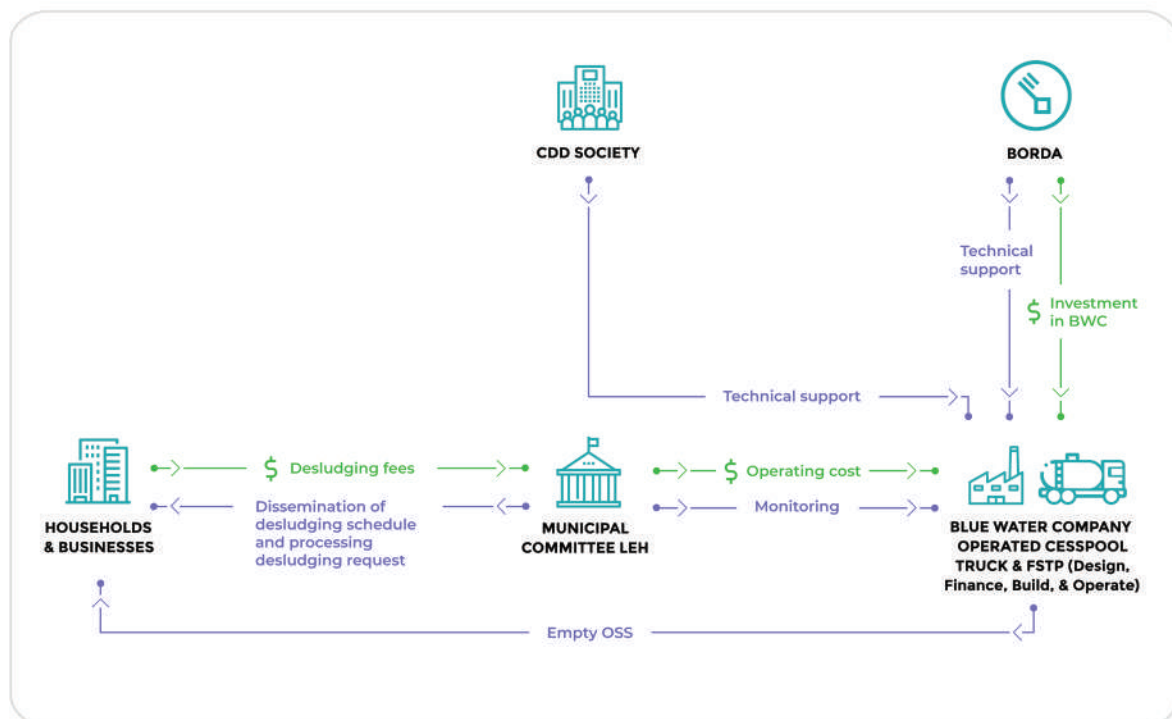 CDD SOCIETY
BORDA
Technical
support
$ Investment
in BWC
Technical support
$ Desludging fees
$ Operating cost
Dissemination of
desludging schedule
and processing
desludging request
Monitoring
HOUSEHOLDS
& BUSINESSES
MUNICIPAL
COMMITTEE LEH
BLUE WATER COMPANY
OPERATED CESSPOOL
TRUCK & FSTP (Design,
Finance, Build, & Operate)
Empty OSS